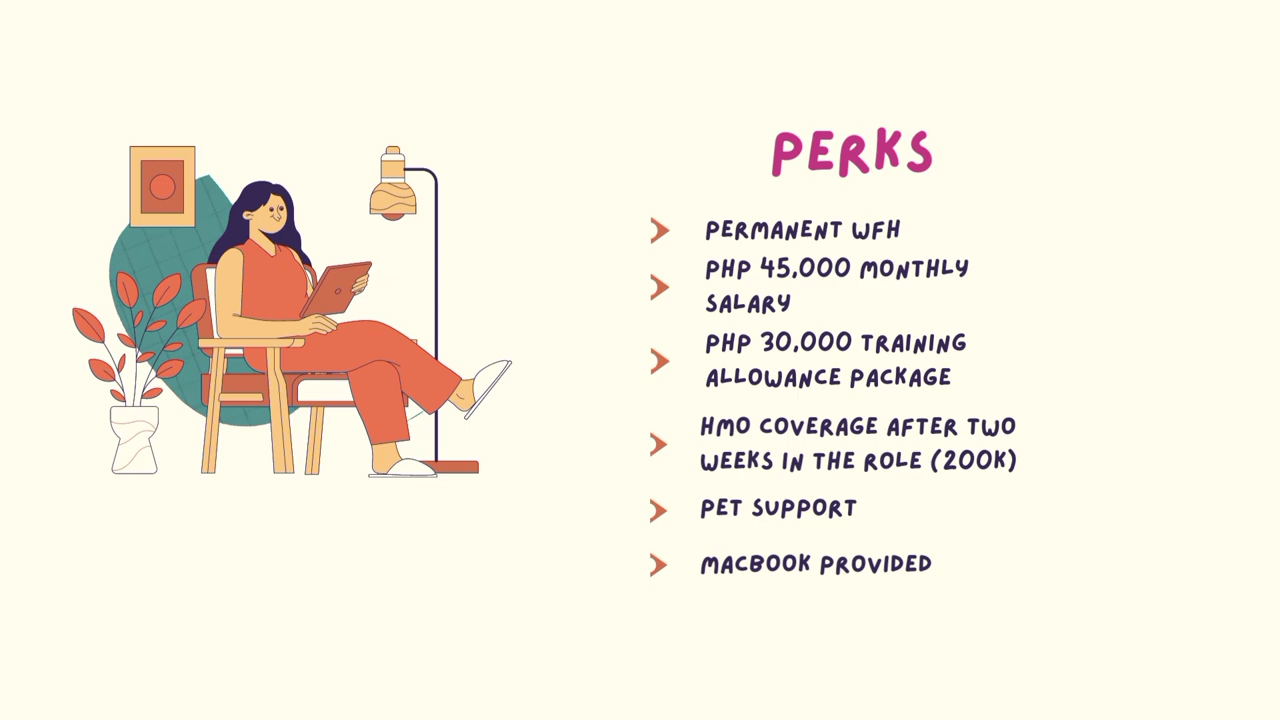 PERKS
PERMANENT WFH
PHP 45,000 MONTHLY
SALARY
PHP 30,000 TRAINING
ALLOWANCE PACKAGE
HMO COVERAGE AFTER TWO
WEEKS IN THE ROLE (200K)
PET SUPPORT
MACBOOK PROVIDED